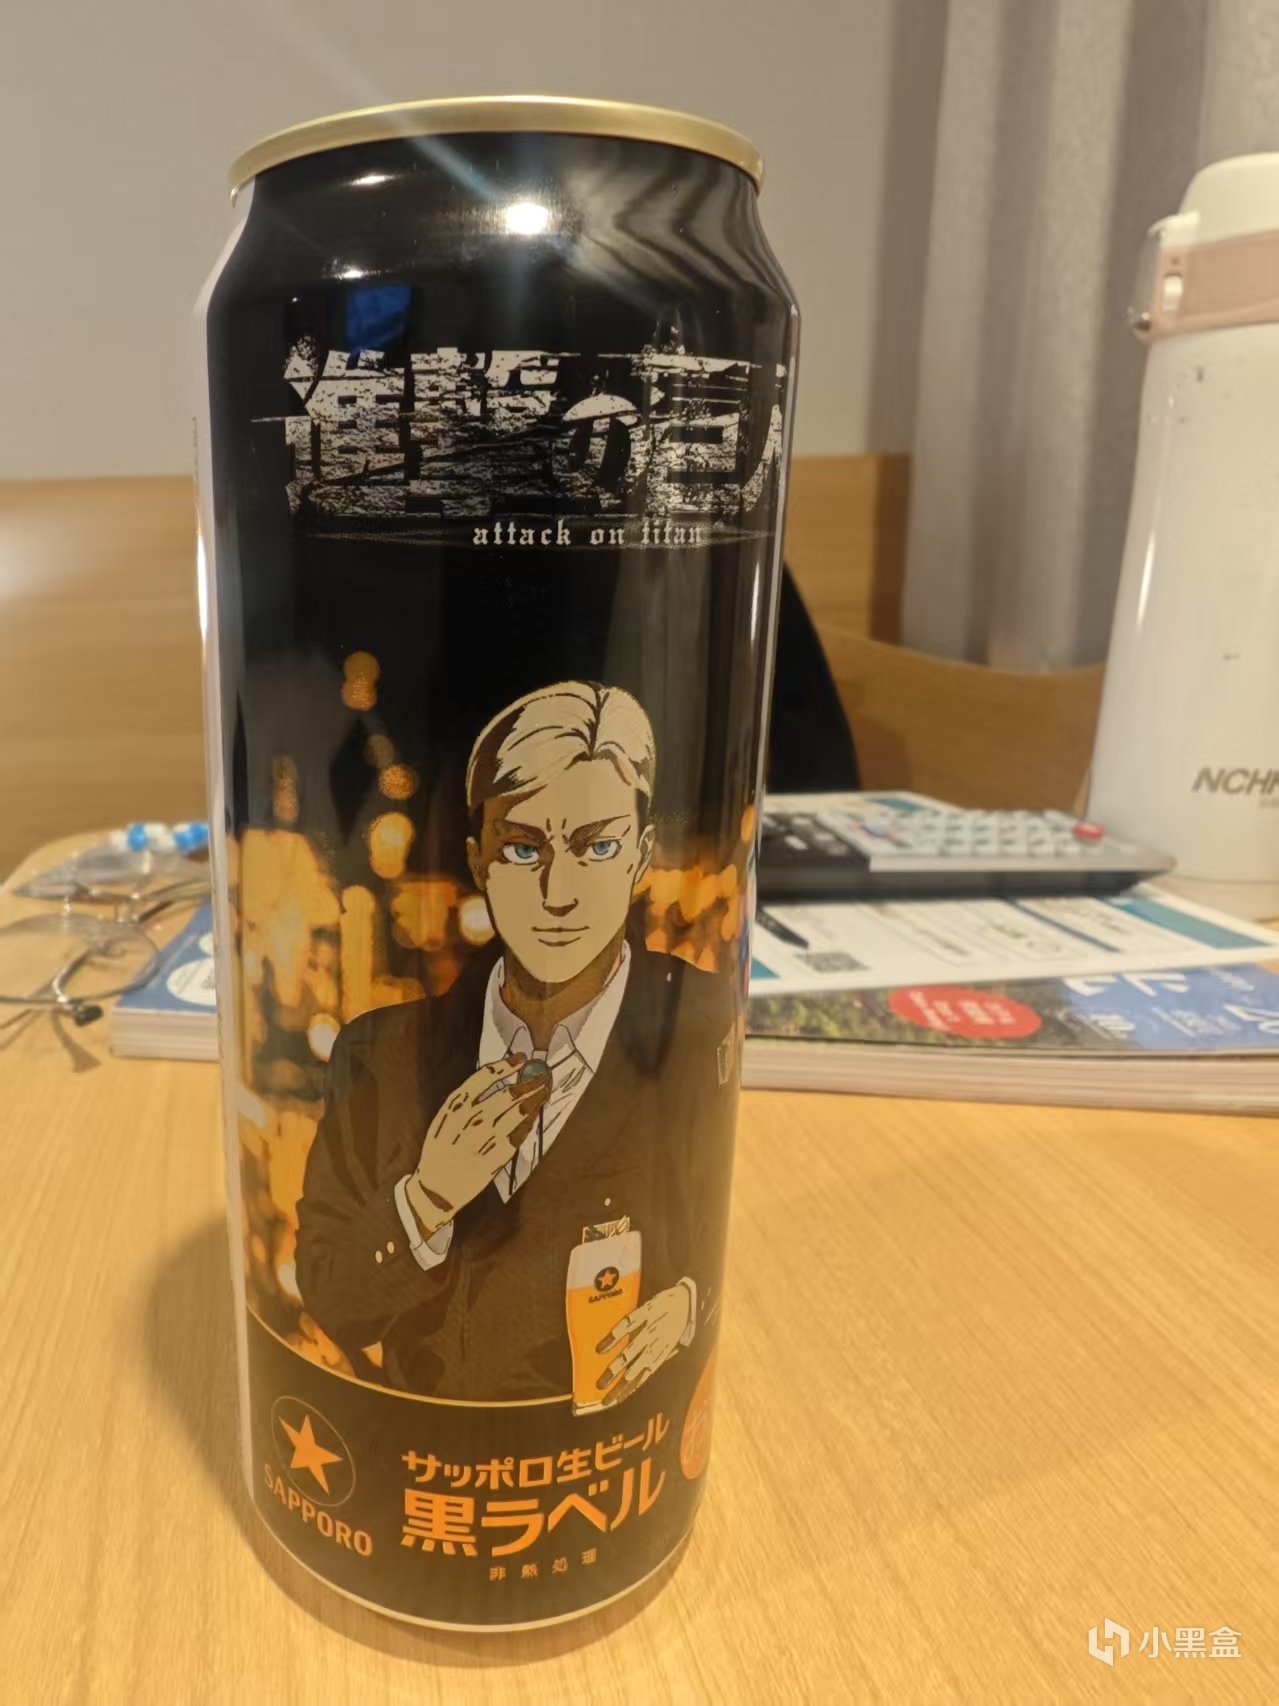 進撃の巨人
attack on titan
SAPPORO
SAPPORO
サッポロ生ビール
黒ラベル
非熱処理
小黑盒